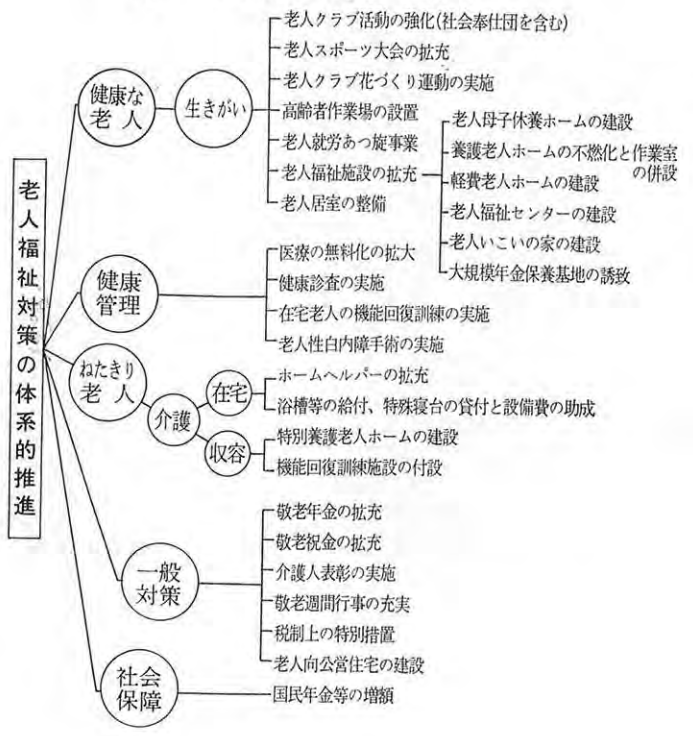 老人福祉対策の体系的推進
健康な
老人
生きがい
老人クラブ活動の強化(社会奉仕団を含む)
老人スポーツ大会の拡充
老人クラブ花づくり運動の実施
高齢者作業場の設置
老人就労あっ旋事業
老人福祉施設の拡充
老人居室の整備
老人母子休養ホームの建設
養護老人ホームの不燃化と作業室
の併設
軽費老人ホームの建設
老人福祉センターの建設
老人いこいの家の建設
大規模年金保養基地の誘致
健康
管理
医療の無料化の拡大
健康診査の実施
在宅老人の機能回復訓練の実施
老人性白内障手術の実施
ねたきり
老人
介護
在宅
ホームヘルパーの拡充
浴槽等の給付、特殊寝台の貸付と設備費の助成
収容
特別養護老人ホームの建設
機能回復訓練施設の付設
一般
対策
敬老年金の拡充
敬老祝金の拡充
介護人表彰の実施
敬老週間行事の充実
税制上の特別措置
老人向公営住宅の建設
社会
保障
国民年金等の増額